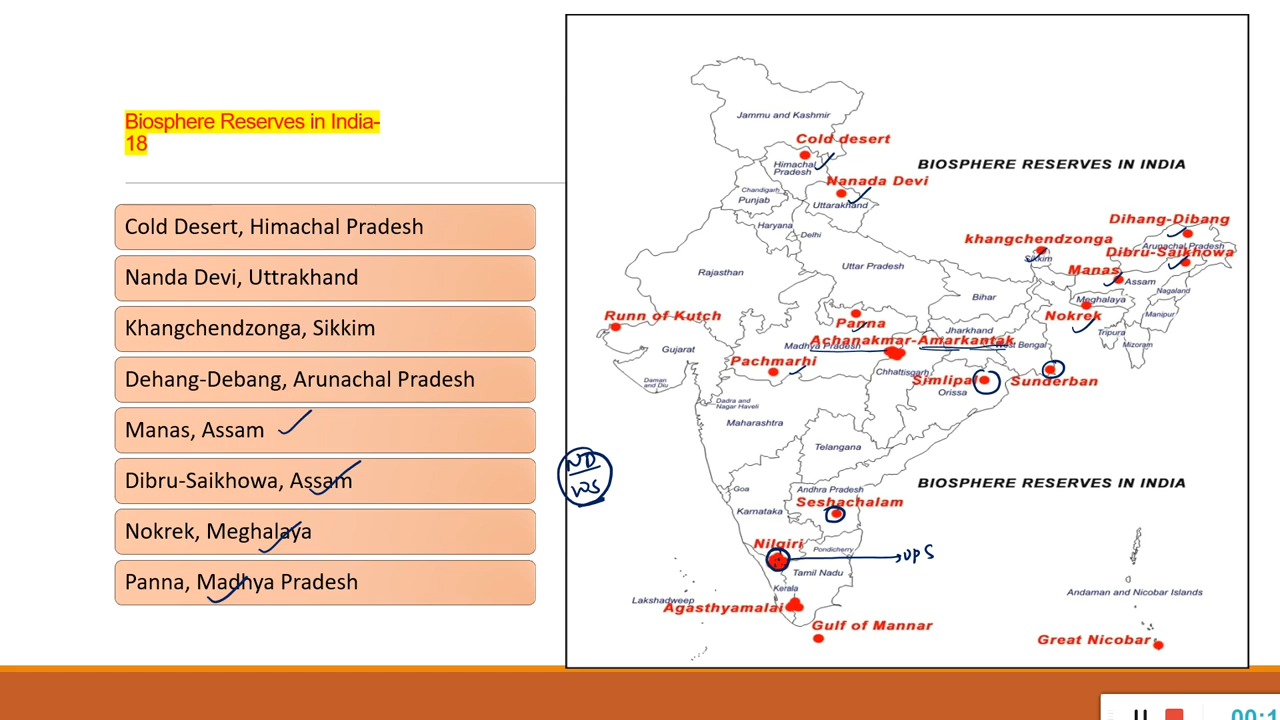 Biosphere Reserves in India-
18
Cold Desert, Himachal Pradesh
Nanda Devi, Uttrakhand
Khangchendzonga, Sikkim
Dehang-Debang, Arunachal Pradesh
Manas, Assam
Dibru-Saikhowa, Assam
Nokrek, Meghalaya
Panna, Madhya Pradesh
Jammu and Kashmir
Cold desert
BIOSPHERE RESERVES IN INDIA
Himachal
Pradesh
Nanada Devi
Chandigarh
Punjab
Uttarakhand
Dihang-Dibang
Haryana
Delhi
khangchendzonga
Arunachal Pradesh
Dibru-Saikhowa
Sikkim
Rajasthan
Uttar Pradesh
Manas
Assam
Nagaland
Bihar
Meghalaya
Runn of Kutch
Panna
Nokrek
Manipur
Jharkhand
Tripura
Madhya Pradesh
Achanakmar-Amarkantak
West Bengal
Mizoram
Gujarat
Pachmarhi
Chhattisgarh
Simlipal
Sunderban
Daman
and Diu
Orissa
Dadra and
Nagar Haveli
Maharashtra
Telangana
ND
WS
BIOSPHERE RESERVES IN INDIA
Goa
Andhra Pradesh
Seshachalam
Karnataka
Nilgiri
Pondicherry
Tamil Nadu
Kerala
Andaman and Nicobar Islands
Lakshadweep
Agasthyamalai
Gulf of Mannar
Great Nicobar